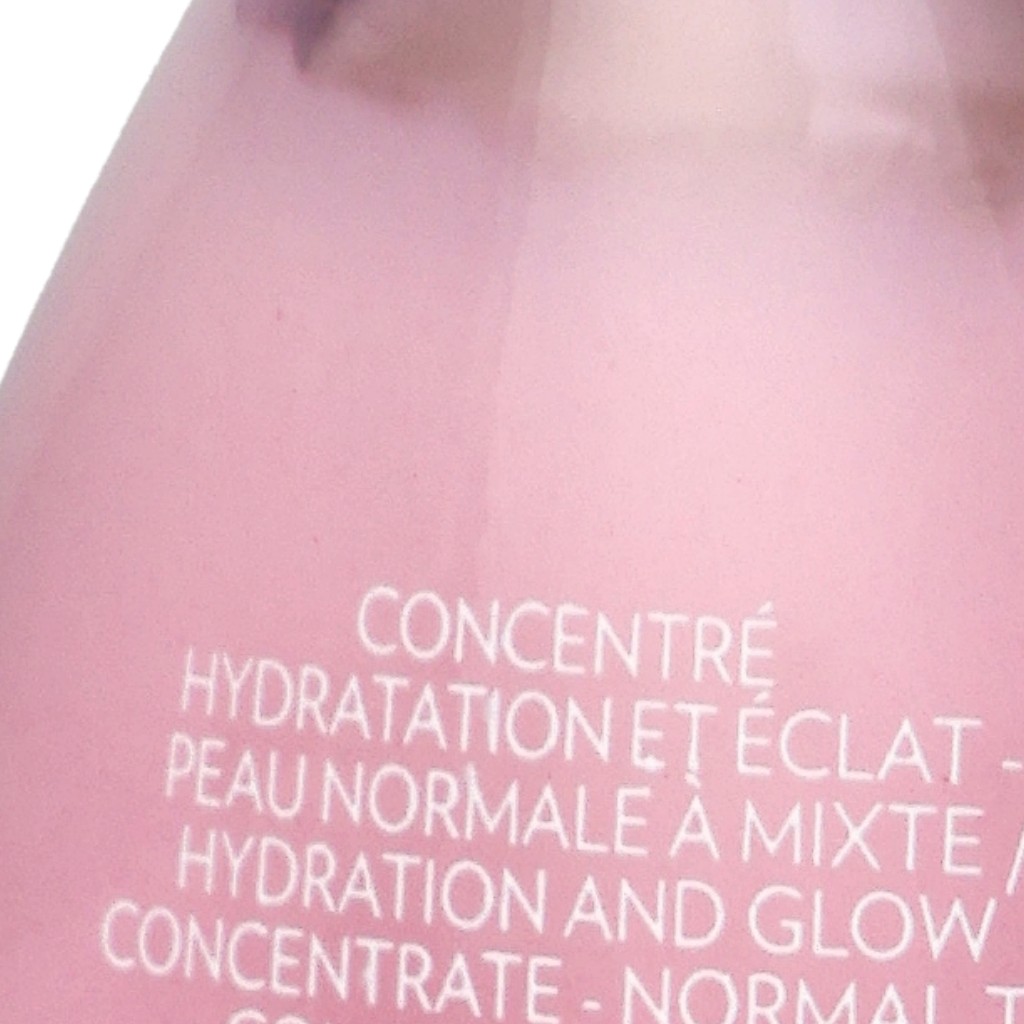 CONCENTRÉ
HYDRATATION ET ÉCLAT -
PEAU NORMALE À MIXTE /
HYDRATION AND GLOW
CONCENTRATE - NORMAL